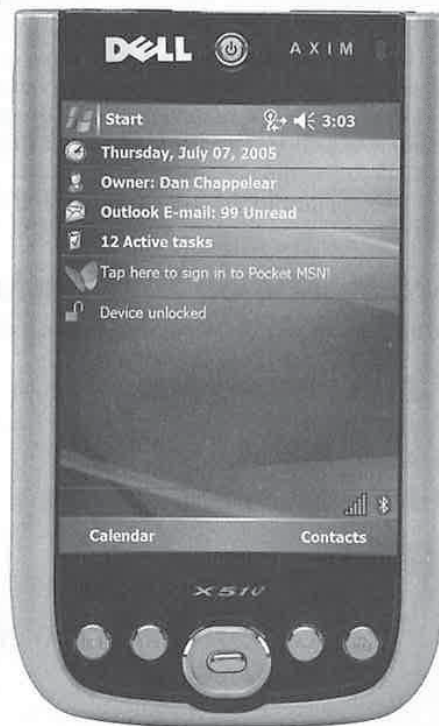 DELL AXIM
Start 3:03
Thursday, July 07, 2005
Owner: Dan Chappelear
Outlook E-mail: 99 Unread
12 Active tasks
Tap here to sign in to Pocket MSN!
Device unlocked
Calendar Contacts
X51v